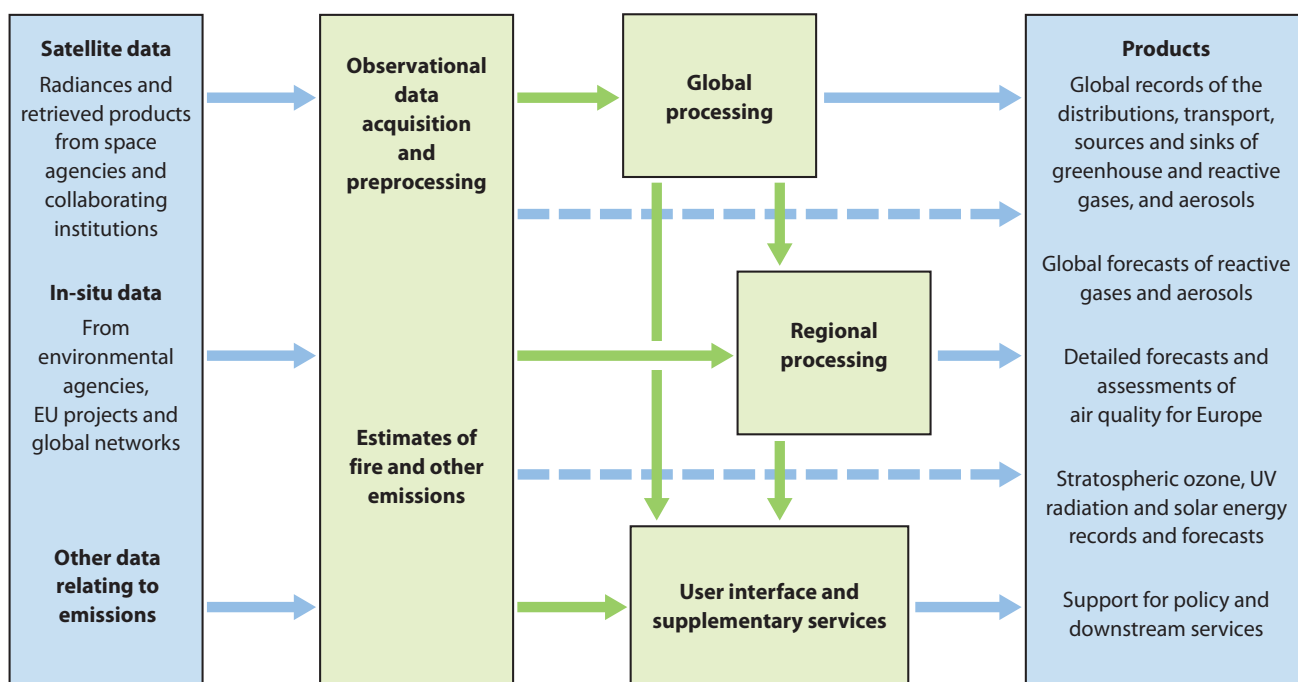 Satellite data
Radiances and
retrieved products
from space
agencies and
collaborating
institutions
In-situ data
From
environmental
agencies,
EU projects and
global networks
Other data
relating to
emissions
Observational
data
acquisition
and
preprocessing
Estimates of
fire and other
emissions
Global
processing
Regional
processing
User interface and
supplementary services
Products
Global records of the
distributions, transport,
sources and sinks of
greenhouse and reactive
gases, and aerosols
Global forecasts of reactive
gases and aerosols
Detailed forecasts and
assessments of
air quality for Europe
Stratospheric ozone, UV
radiation and solar energy
records and forecasts
Support for policy and
downstream services